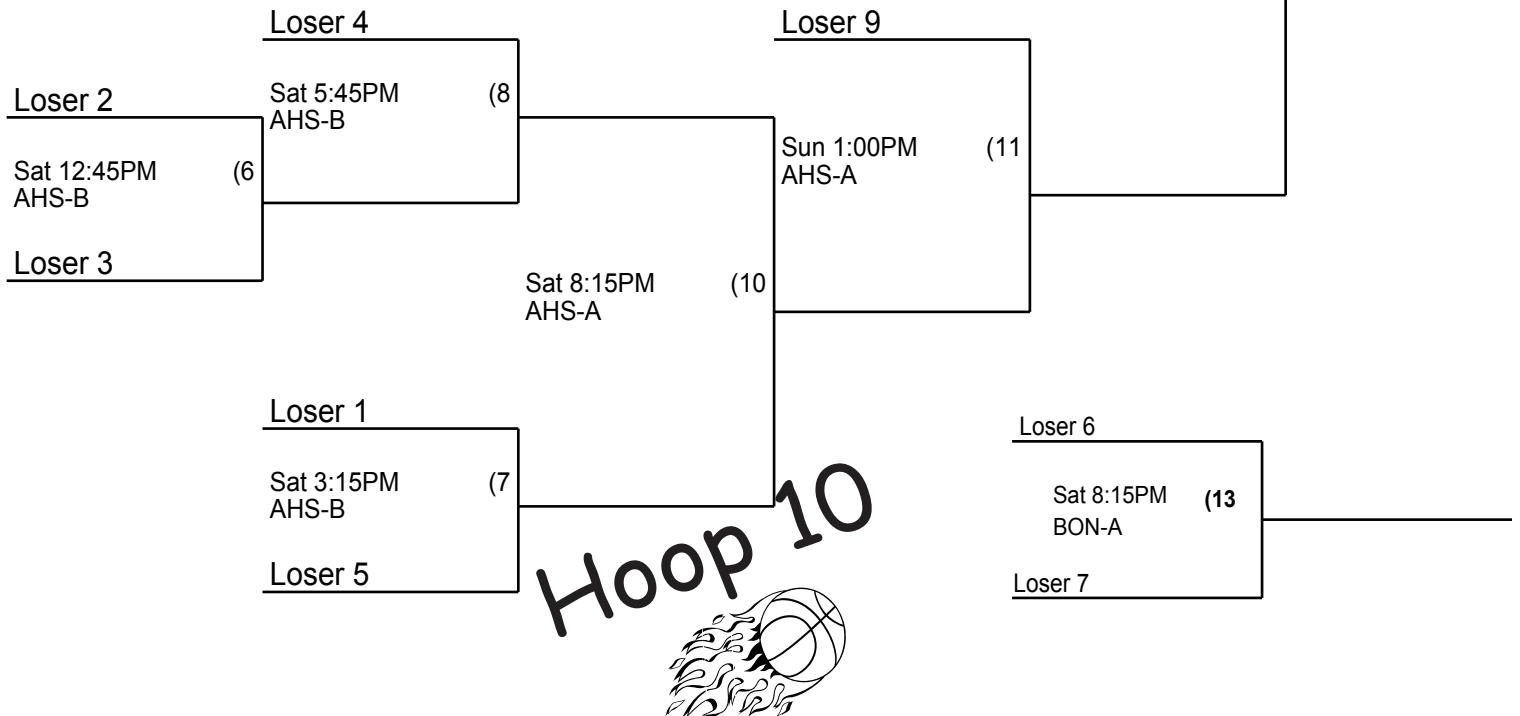 Loser 4
Loser 9
Loser 2
Sat 5:45PM (8
AHS-B
Sun 1:00PM (11
AHS-A
Sat 12:45PM (6
AHS-B
Loser 3
Sat 8:15PM (10
AHS-A
Loser 1
Loser 6
Sat 3:15PM (7
AHS-B
Sat 8:15PM (13
BON-A
Loser 5
Loser 7
Hoop 10